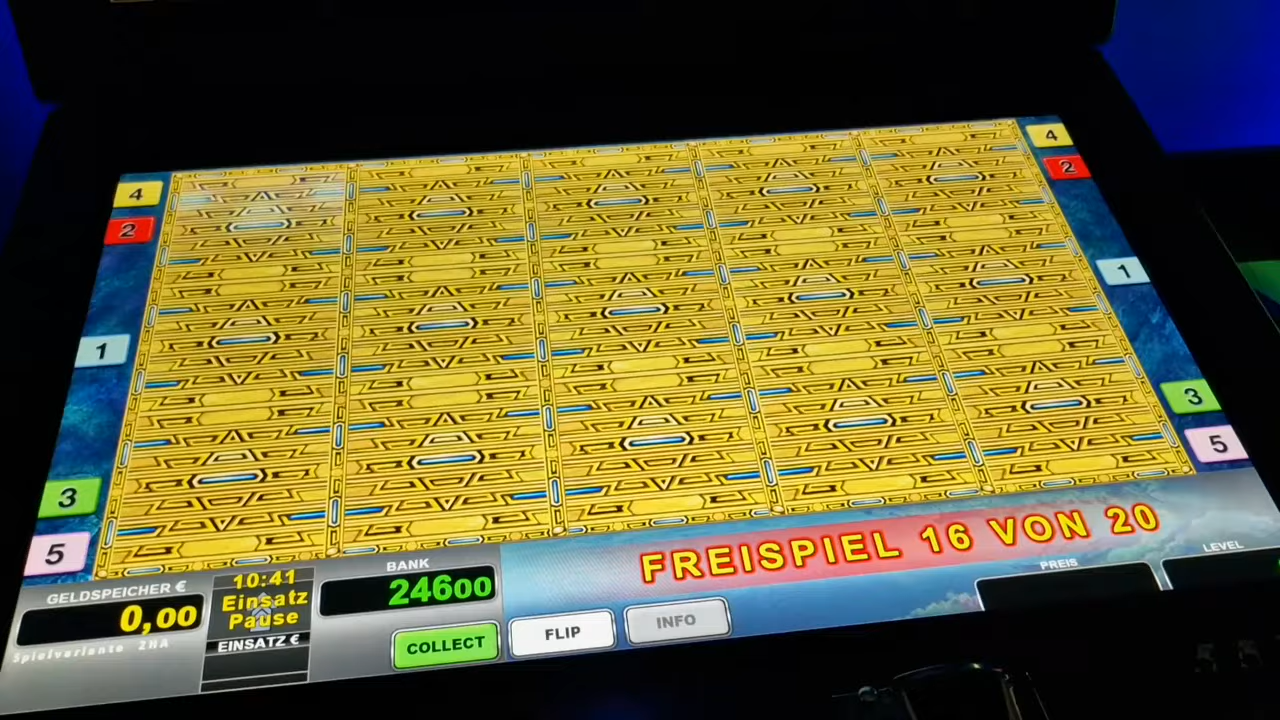 4
4
2
2
1
1
3
3
5
5
FREISPIEL 16 VON 20
GELDSPEICHER €
0,00
Spielvariante 2HA
10:41
Einsatz
Pause
EINSATZ €
BANK
24600
COLLECT
FLIP
INFO
PREIS
LEVEL